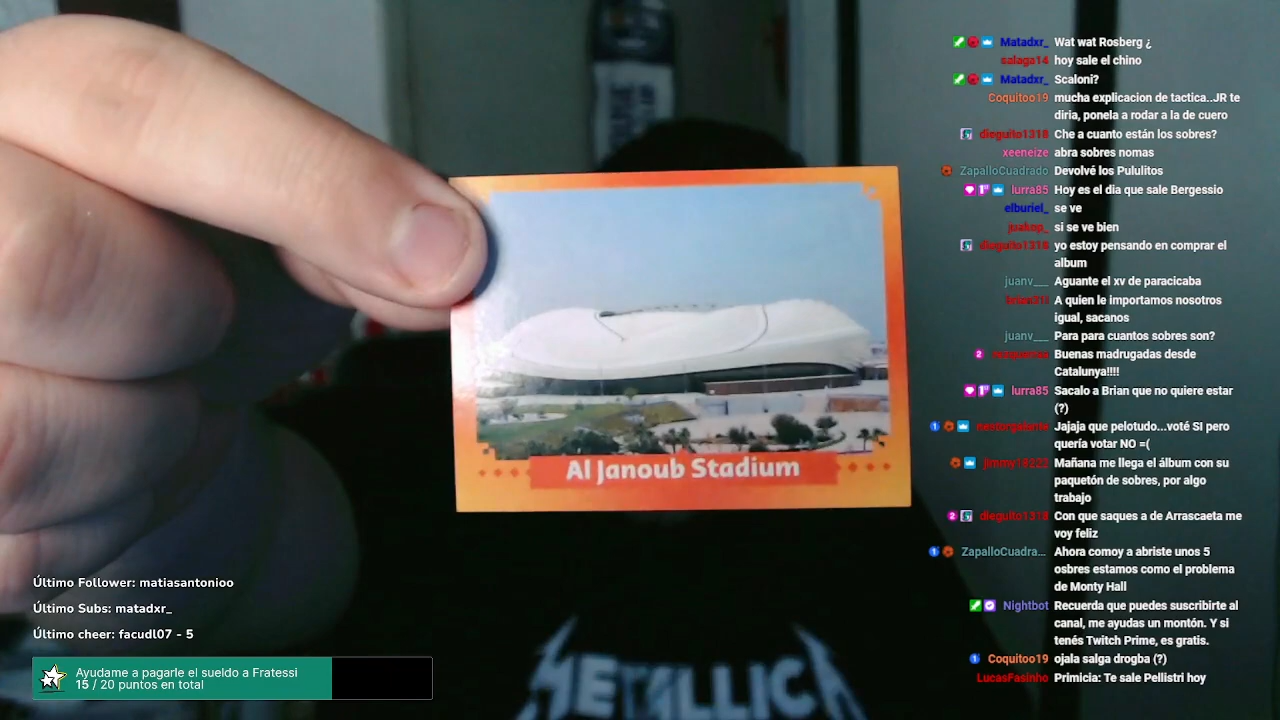 Matadxr_ Wat wat Rosberg ¿
salaga14 hoy sale el chino
Matadxr_ Scaloni?
Coquitoo19 mucha explicacion de tactica..JR te
diria, ponela a rodar a la de cuero
dieguito1318 Che a cuanto están los sobres?
xeeneize abra sobres nomas
ZapalloCuadrado Devolvé los Pululitos
lurra85 Hoy es el dia que sale Bergessio
elburiel_ se ve
si se ve bien
dieguito1318 yo estoy pensando en comprar el
album
juanv___ Aguante el xv de paracicaba
A quien le importamos nosotros
igual, sacanos
juanv___ Para para cuantos sobres son?
2 Buenas madrugadas desde
Catalunya!!!!
lurra85 Sacalo a Brian que no quiere estar
(?)
1 Jajaja que pelotudo...voté SI pero
quería votar NO =(
jimmy18222 Mañana me llega el álbum con su
paquetón de sobres, por algo
trabajo
2 dieguito1318 Con que saques a de Arrascaeta me
voy feliz
1 ZapalloCuadra... Ahora comoy a abriste unos 5
osbres estamos como el problema
de Monty Hall
Nightbot Recuerda que puedes suscribirte al
canal, me ayudas un montón. Y si
tenés Twitch Prime, es gratis.
1 Coquitoo19 ojala salga drogba (?)
LucasFasinho Primicia: Te sale Pellistri hoy
Al Janoub Stadium
METALLICA
Último Follower: matiasantonioo
Último Subs: matadxr_
Último cheer: facudl07 - 5
Ayudame a pagarle el sueldo a Fratessi
15 / 20 puntos en total